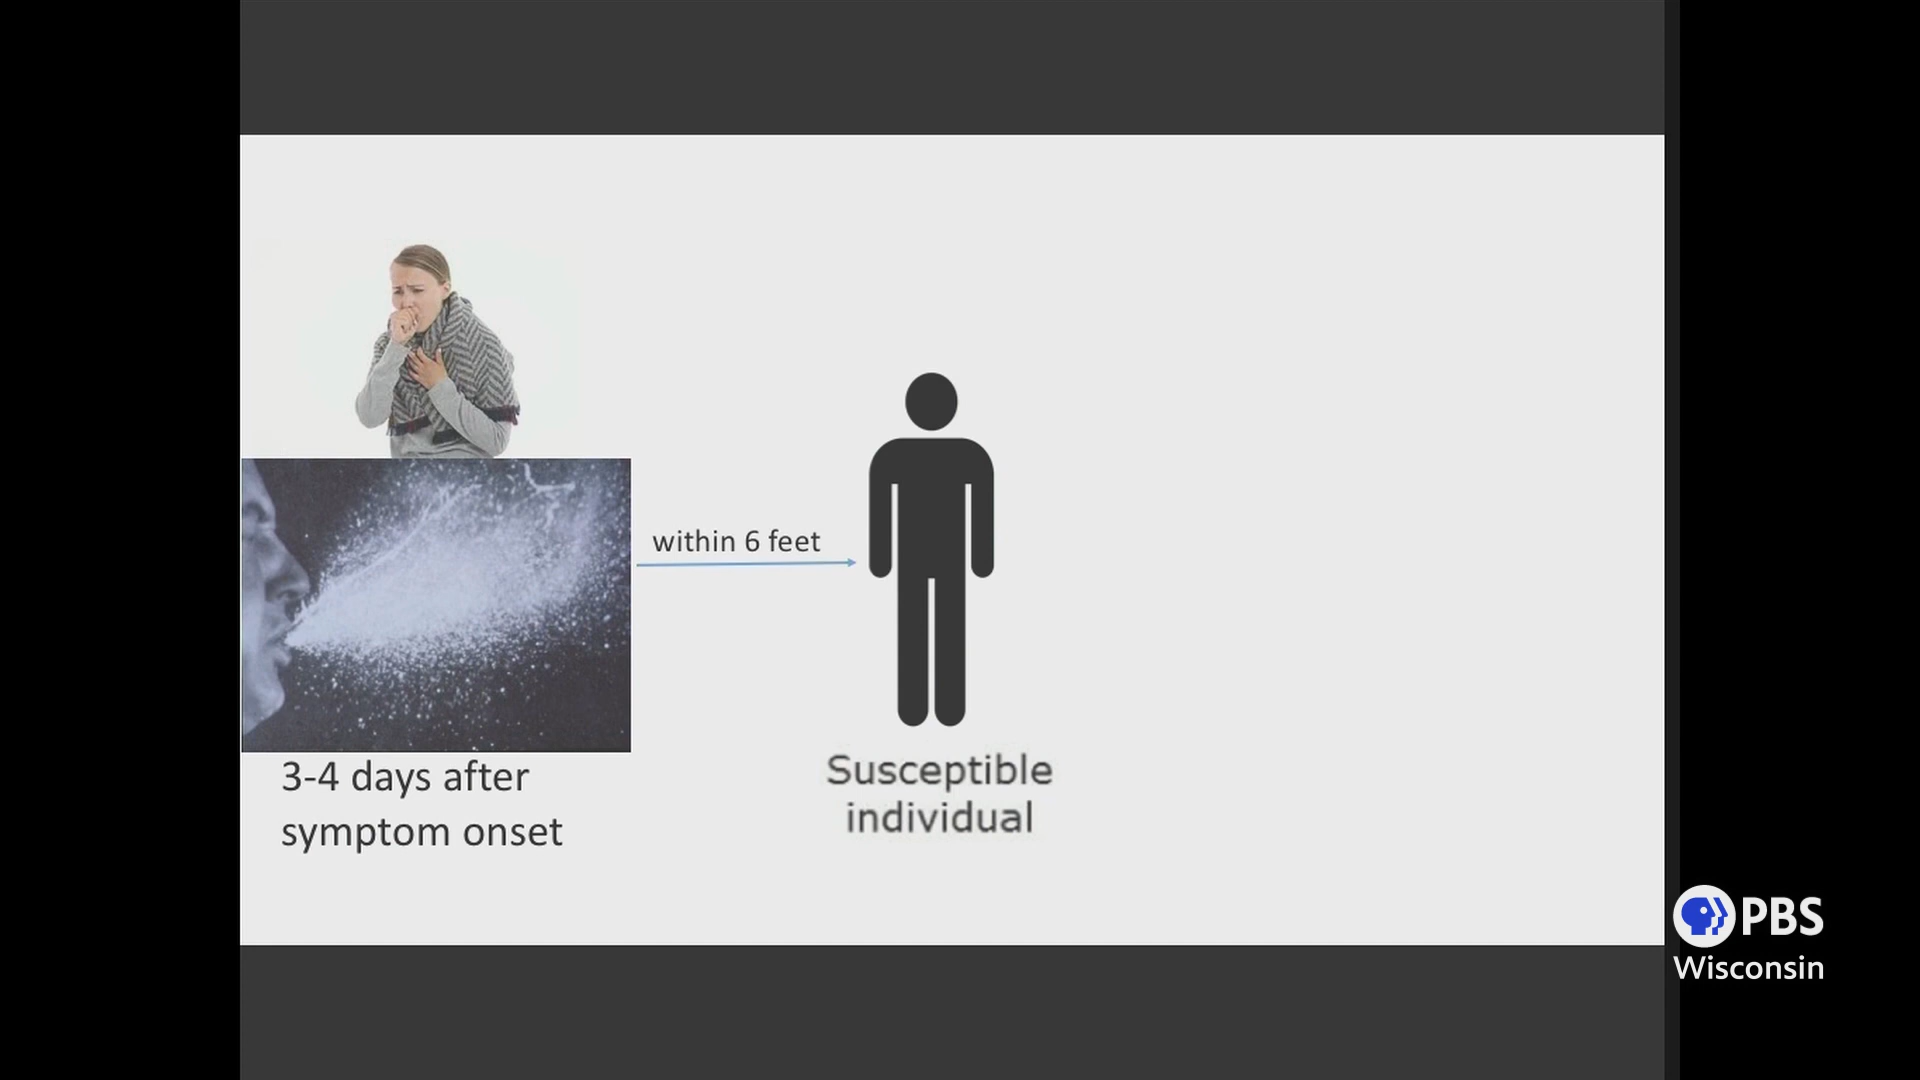 within 6 feet
3-4 days after
symptom onset
Susceptible
individual
PBS
Wisconsin